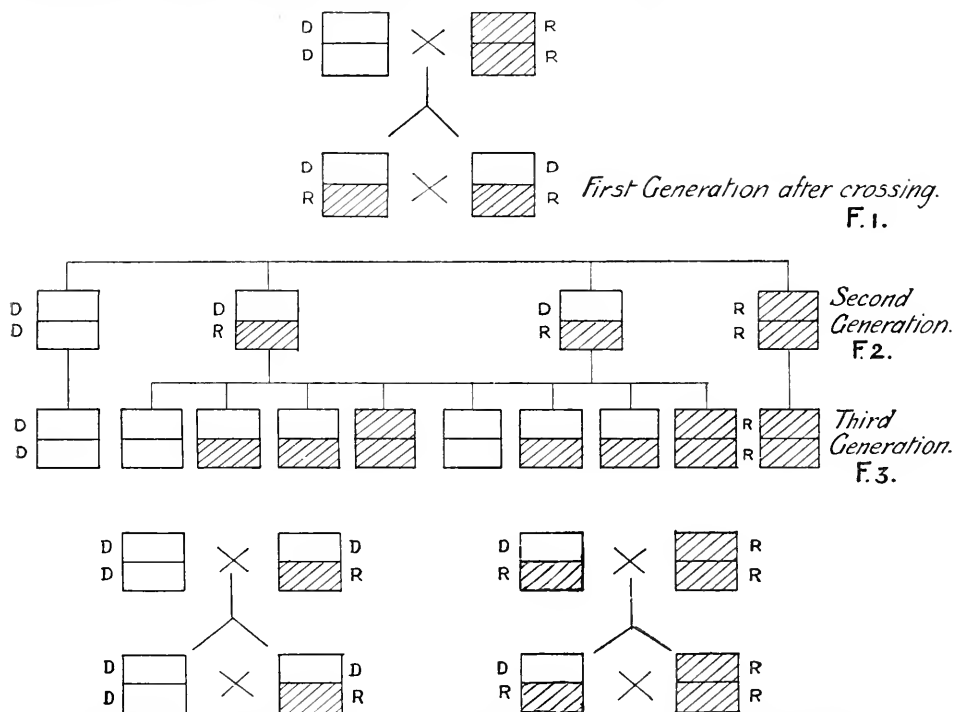 D R
D R
D D
R R
First Generation after crossing.
F.1.
D D D R
D R R R
Second
Generation.
F.2.
D R
D R
Third
Generation.
F.3.
D D D R
D R R R
D D D R
R R R